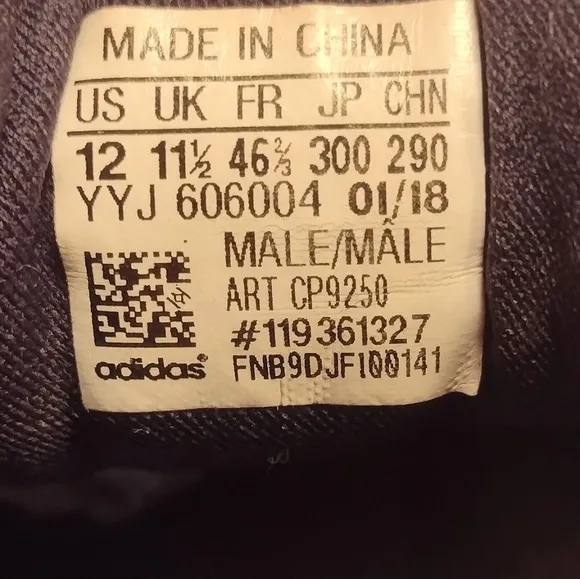 MADE IN CHINA
US UK FR JP CHN
12 11½ 46⅔ 300 290
YYJ 606004 01/18
MALE/MÂLE
ART CP9250
#119361327
adidas® FNB9DJFI00141